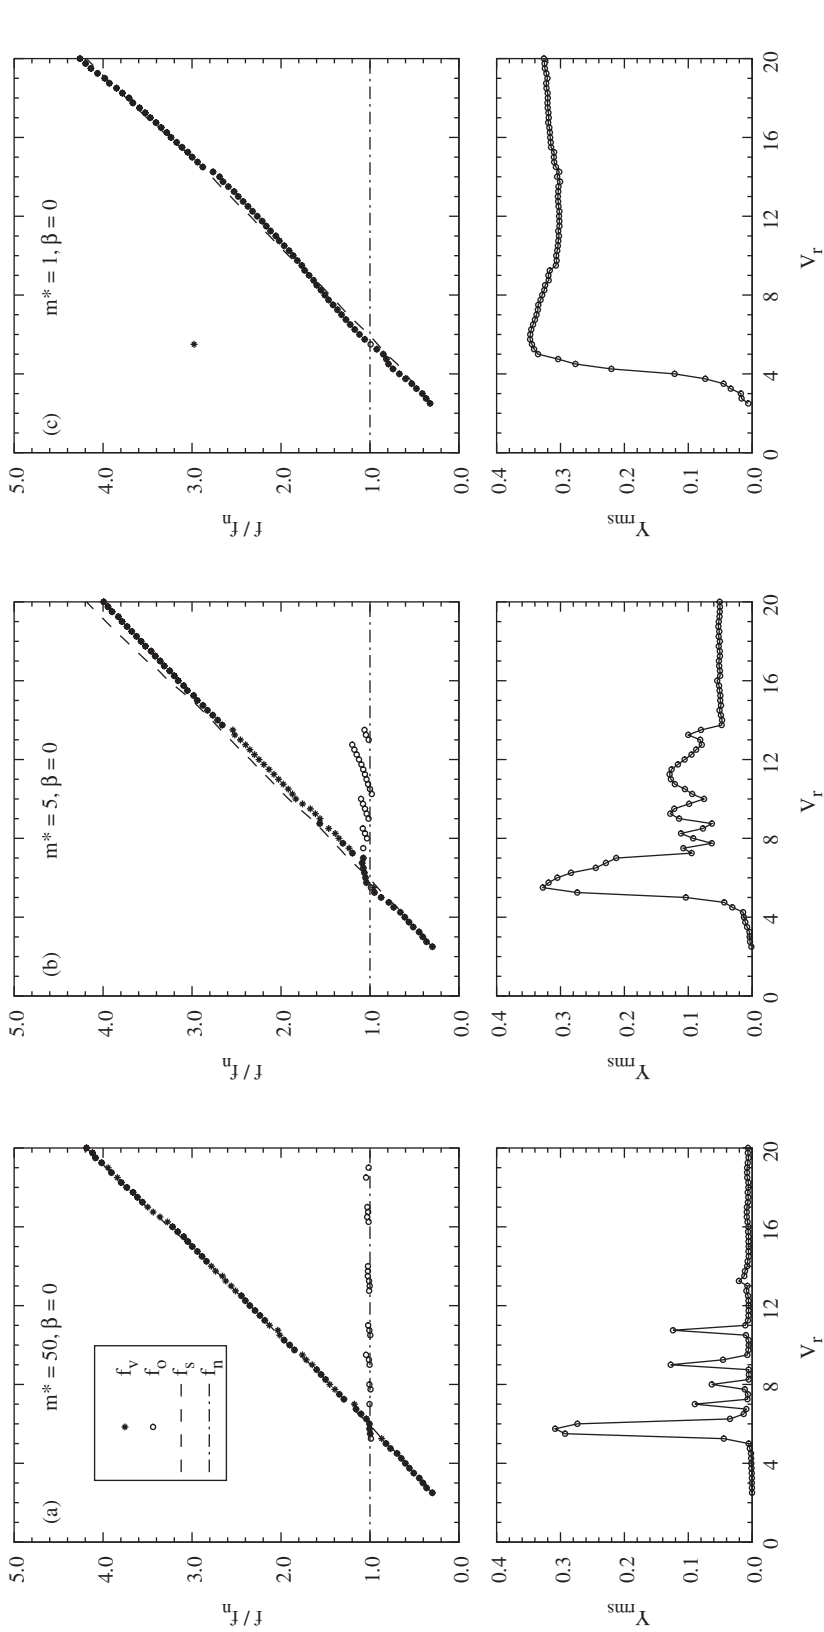 (a) m* = 50, β = 0
f_v
f_o
f_s
f_n
5.0
4.0
3.0
2.0
1.0
0.0
f / f_n
0.4
0.3
0.2
0.1
0.0
Y_rms
0 4 8 12 16 20
V_r
(b) m* = 5, β = 0
5.0
4.0
3.0
2.0
1.0
0.0
f / f_n
0.4
0.3
0.2
0.1
0.0
Y_rms
0 4 8 12 16 20
V_r
(c) m* = 1, β = 0
5.0
4.0
3.0
2.0
1.0
0.0
f / f_n
0.4
0.3
0.2
0.1
0.0
Y_rms
0 4 8 12 16 20
V_r